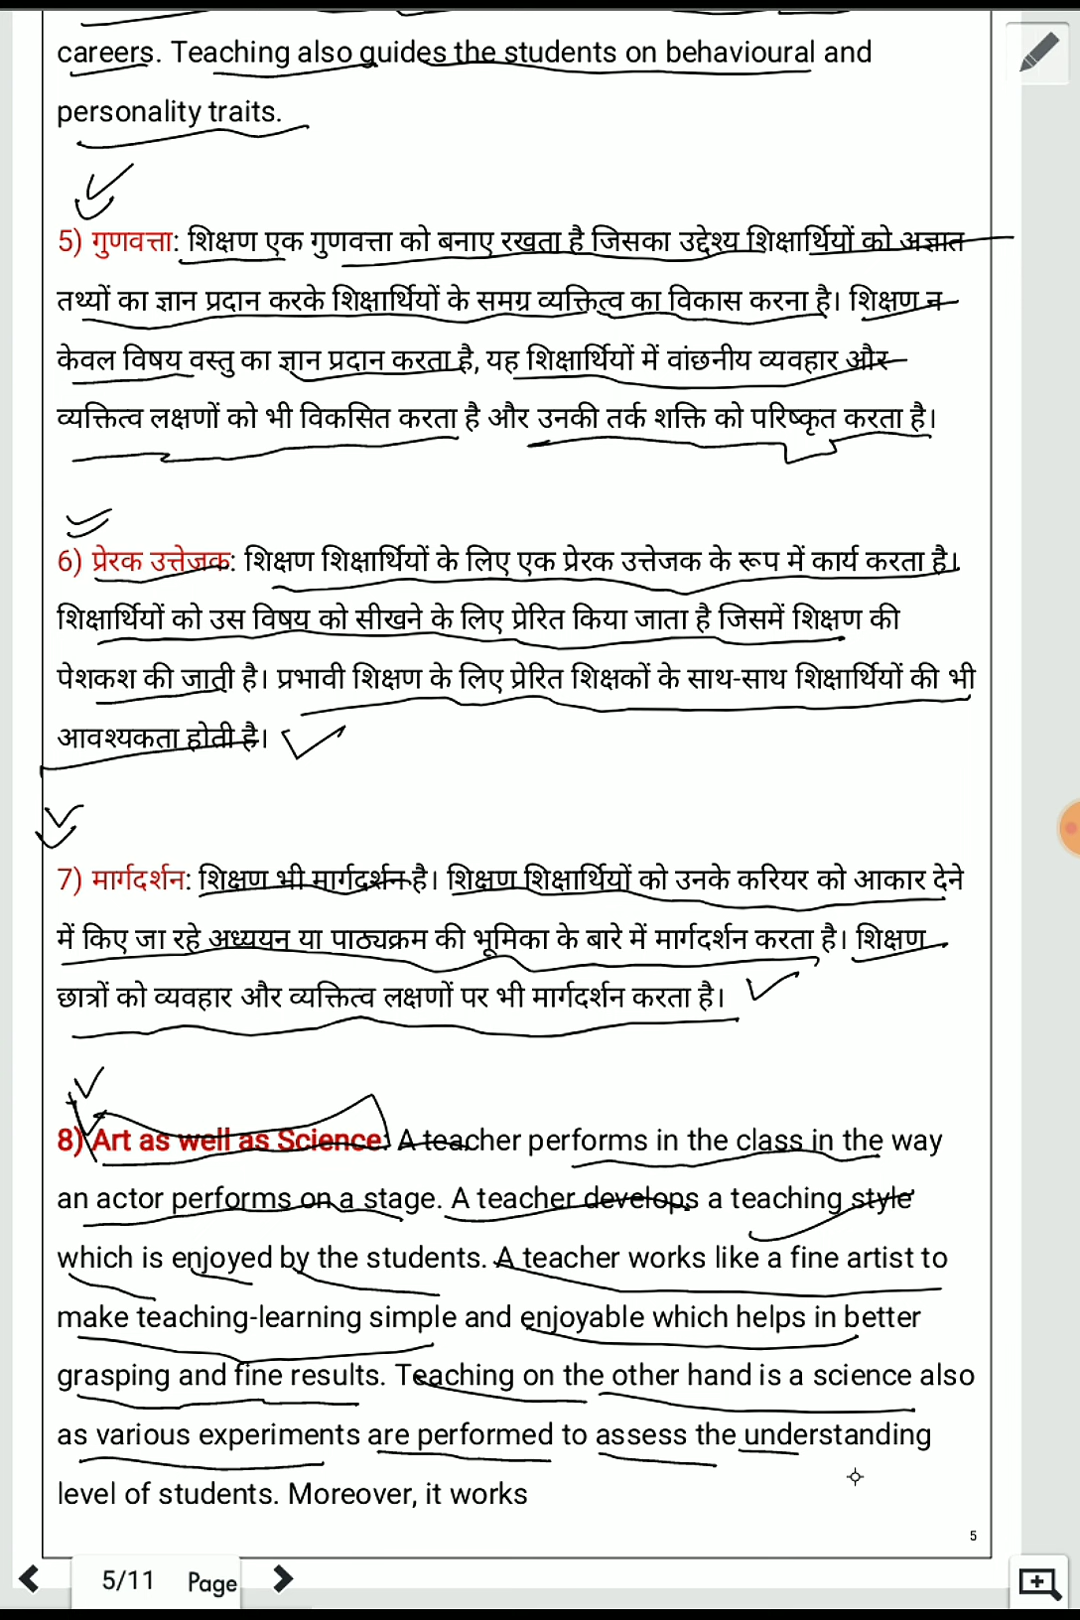 careers. Teaching also guides the students on behavioural and
personality traits.
5) गुणवत्ता: शिक्षण एक गुणवत्ता को बनाए रखता है जिसका उद्देश्य शिक्षार्थियों को अज्ञात
तथ्यों का ज्ञान प्रदान करके शिक्षार्थियों के समग्र व्यक्तित्व का विकास करना है। शिक्षण न
केवल विषय वस्तु का ज्ञान प्रदान करता है, यह शिक्षार्थियों में वांछनीय व्यवहार और
व्यक्तित्व लक्षणों को भी विकसित करता है और उनकी तर्क शक्ति को परिष्कृत करता है।
6) प्रेरक उत्तेजक: शिक्षण शिक्षार्थियों के लिए एक प्रेरक उत्तेजक के रूप में कार्य करता है।
शिक्षार्थियों को उस विषय को सीखने के लिए प्रेरित किया जाता है जिसमें शिक्षण की
पेशकश की जाती है। प्रभावी शिक्षण के लिए प्रेरित शिक्षकों के साथ-साथ शिक्षार्थियों की भी
आवश्यकता होती है।
7) मार्गदर्शन: शिक्षण भी मार्गदर्शन है। शिक्षण शिक्षार्थियों को उनके करियर को आकार देने
में किए जा रहे अध्ययन या पाठ्यक्रम की भूमिका के बारे में मार्गदर्शन करता है। शिक्षण
छात्रों को व्यवहार और व्यक्तित्व लक्षणों पर भी मार्गदर्शन करता है।
8) Art as well as Science: A teacher performs in the class in the way
an actor performs on a stage. A teacher develops a teaching style
which is enjoyed by the students. A teacher works like a fine artist to
make teaching-learning simple and enjoyable which helps in better
grasping and fine results. Teaching on the other hand is a science also
as various experiments are performed to assess the understanding
level of students. Moreover, it works
5
5/11 Page